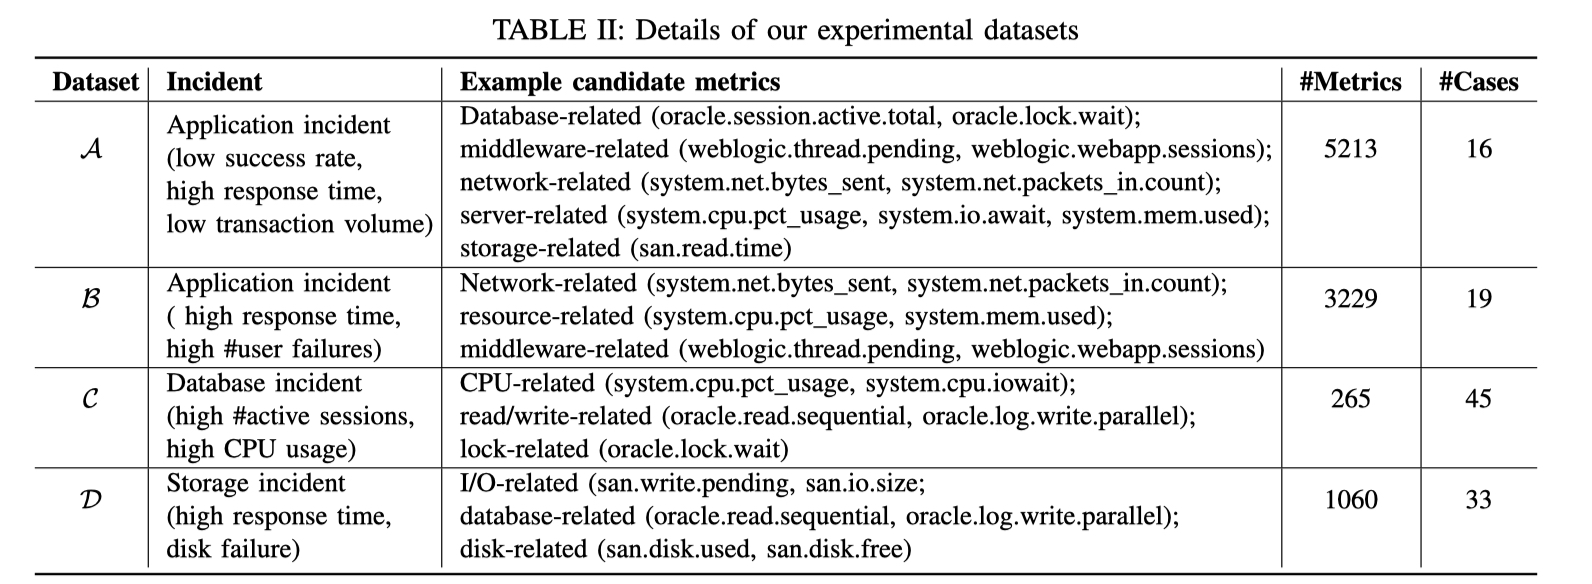 TABLE II: Details of our experimental datasets
Dataset Incident Example candidate metrics #Metrics #Cases
𝒜
Application incident
(low success rate,
high response time,
low transaction volume)
Database-related (oracle.session.active.total, oracle.lock.wait);
middleware-related (weblogic.thread.pending, weblogic.webapp.sessions);
network-related (system.net.bytes_sent, system.net.packets_in.count);
server-related (system.cpu.pct_usage, system.io.await, system.mem.used);
storage-related (san.read.time)
5213
16
ℬ
Application incident
( high response time,
high #user failures)
Network-related (system.net.bytes_sent, system.net.packets_in.count);
resource-related (system.cpu.pct_usage, system.mem.used);
middleware-related (weblogic.thread.pending, weblogic.webapp.sessions)
3229
19
𝒞
Database incident
(high #active sessions,
high CPU usage)
CPU-related (system.cpu.pct_usage, system.cpu.iowait);
read/write-related (oracle.read.sequential, oracle.log.write.parallel);
lock-related (oracle.lock.wait)
265
45
𝒟
Storage incident
(high response time,
disk failure)
I/O-related (san.write.pending, san.io.size;
database-related (oracle.read.sequential, oracle.log.write.parallel);
disk-related (san.disk.used, san.disk.free)
1060
33